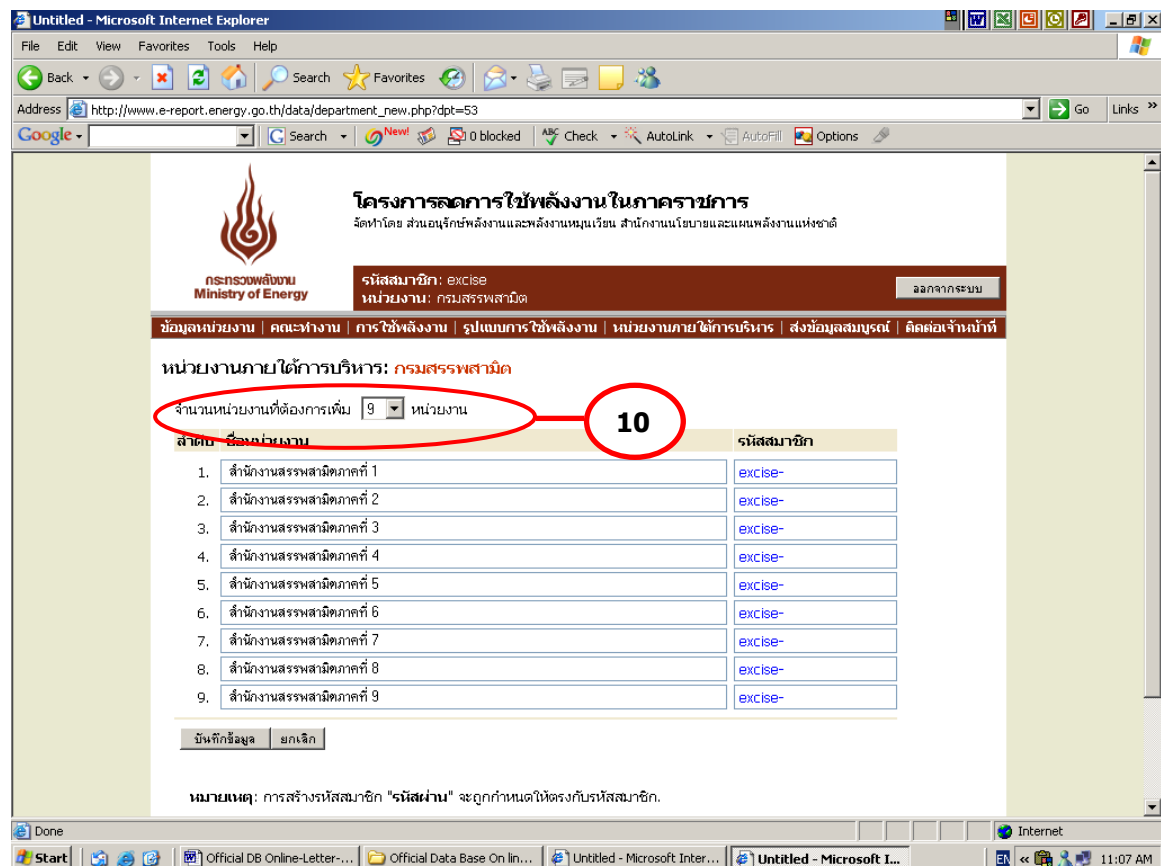 Untitled - Microsoft Internet Explorer
File Edit View Favorites Tools Help
Back Search Favorites
Address http://www.e-report.energy.go.th/data/department_new.php?dpt=53 Go Links »
Google Search New! 0 blocked ABC Check AutoLink AutoFill Options
โครงการลดการใช้พลังงานในภาคราชการ
จัดทำโดย ส่วนอนุรักษ์พลังงานและพลังงานหมุนเวียน สำนักงานนโยบายและแผนพลังงานแห่งชาติ
กระทรวงพลังงาน
Ministry of Energy
รหัสสมาชิก: excise
หน่วยงาน: กรมสรรพสามิต
ออกจากระบบ
ข้อมูลหน่วยงาน | คณะทำงาน | การใช้พลังงาน | รูปแบบการใช้พลังงาน | หน่วยงานภายใต้การบริหาร | ส่งข้อมูลสมบูรณ์ | ติดต่อเจ้าหน้าที่
หน่วยงานภายใต้การบริหาร: กรมสรรพสามิต
จำนวนหน่วยงานที่ต้องการเพิ่ม 9 หน่วยงาน
10
ลำดับ ชื่อหน่วยงาน รหัสสมาชิก
1. สำนักงานสรรพสามิตภาคที่ 1 excise-
2. สำนักงานสรรพสามิตภาคที่ 2 excise-
3. สำนักงานสรรพสามิตภาคที่ 3 excise-
4. สำนักงานสรรพสามิตภาคที่ 4 excise-
5. สำนักงานสรรพสามิตภาคที่ 5 excise-
6. สำนักงานสรรพสามิตภาคที่ 6 excise-
7. สำนักงานสรรพสามิตภาคที่ 7 excise-
8. สำนักงานสรรพสามิตภาคที่ 8 excise-
9. สำนักงานสรรพสามิตภาคที่ 9 excise-
บันทึกข้อมูล ยกเลิก
หมายเหตุ: การสร้างรหัสสมาชิก "รหัสผ่าน" จะถูกกำหนดให้ตรงกับรหัสสมาชิก.
Done Internet
Start Official DB Online-Letter-... Official Data Base On lin... Untitled - Microsoft Inter... Untitled - Microsoft I... EN « 11:07 AM